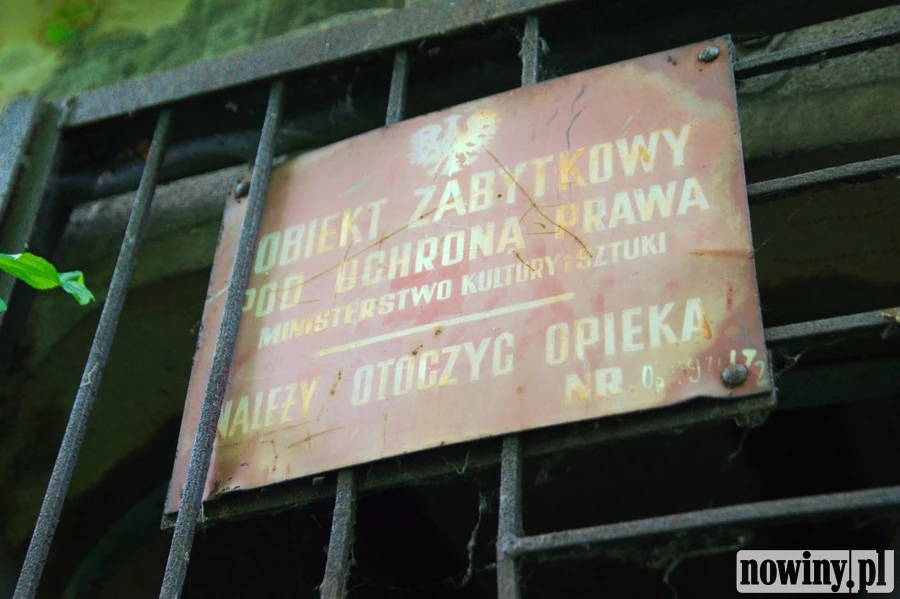 OBIEKT ZABYTKOWY
POD OCHRONĄ PRAWA
MINISTERSTWO KULTURY I SZTUKI
NALEŻY OTOCZYĆ OPIEKĄ
NR.
nowiny.pl